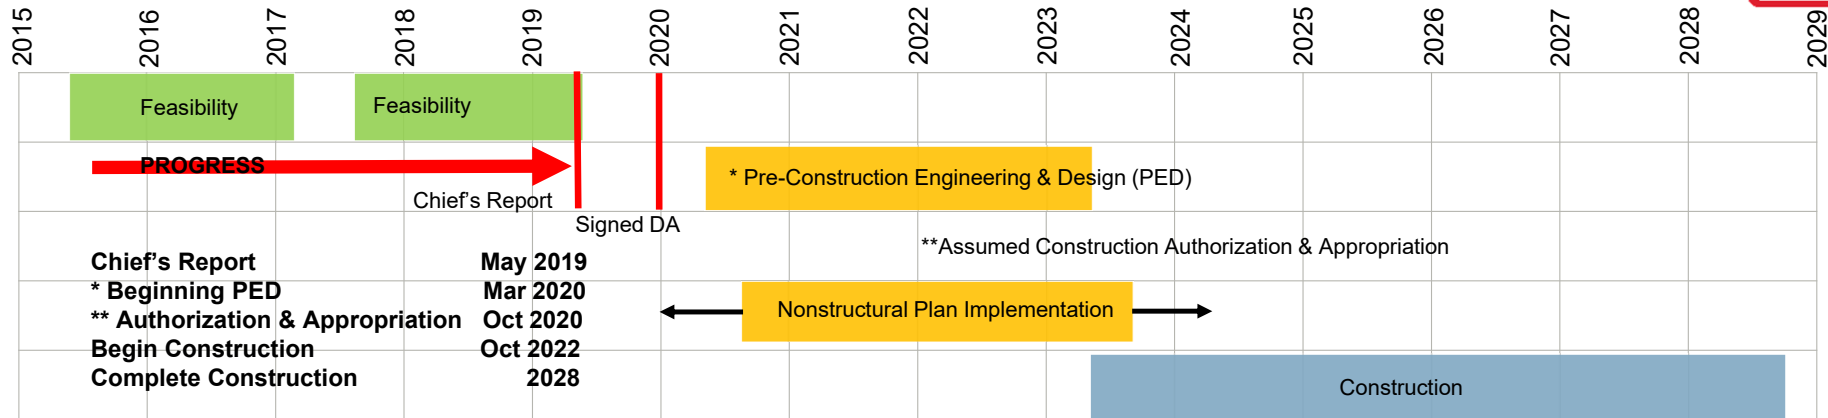 2015
2016
2017
2018
2019
2020
2021
2022
2023
2024
2025
2026
2027
2028
2029
Feasibility
Feasibility
PROGRESS
* Pre-Construction Engineering & Design (PED)
Chief’s Report
Signed DA
**Assumed Construction Authorization & Appropriation
Chief’s Report May 2019
* Beginning PED Mar 2020
** Authorization & Appropriation Oct 2020
Begin Construction Oct 2022
Complete Construction 2028
Nonstructural Plan Implementation
Construction